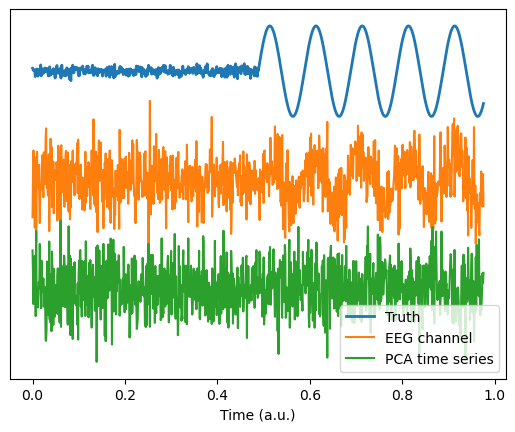 Truth
EEG channel
PCA time series
0.0 0.2 0.4 0.6 0.8 1.0
Time (a.u.)